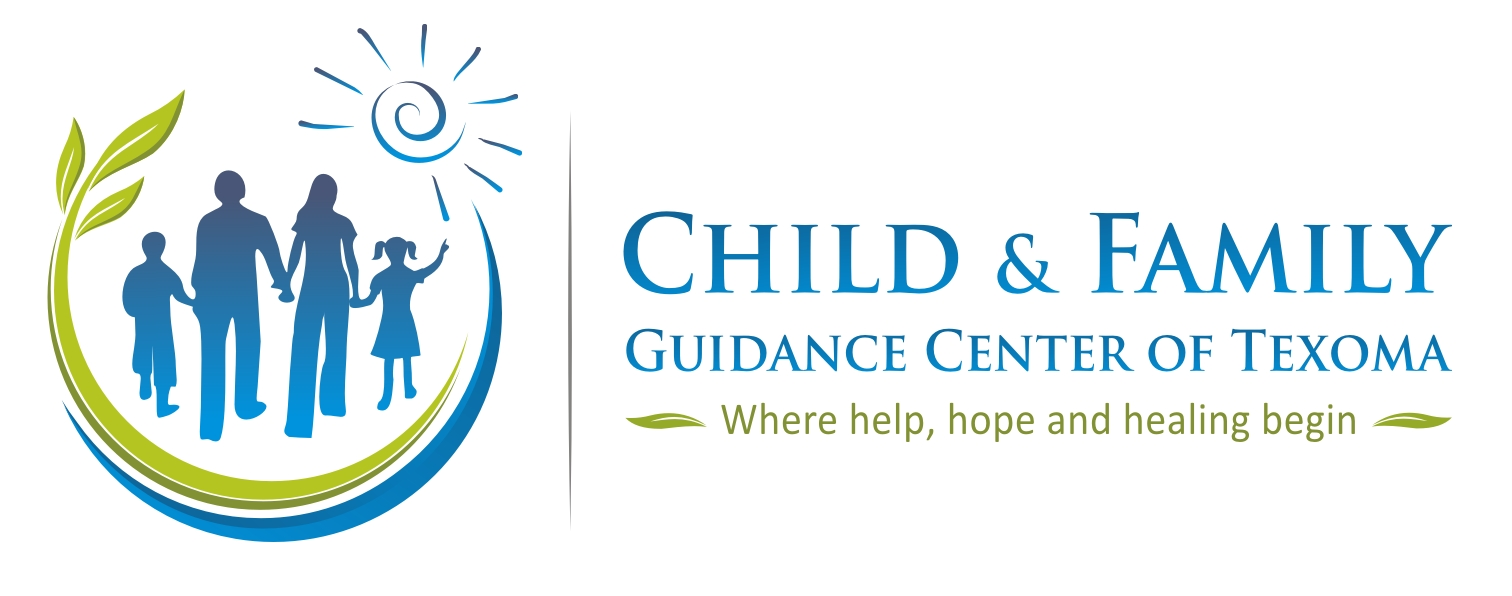 Child & Family
Guidance Center of Texoma
Where help, hope and healing begin